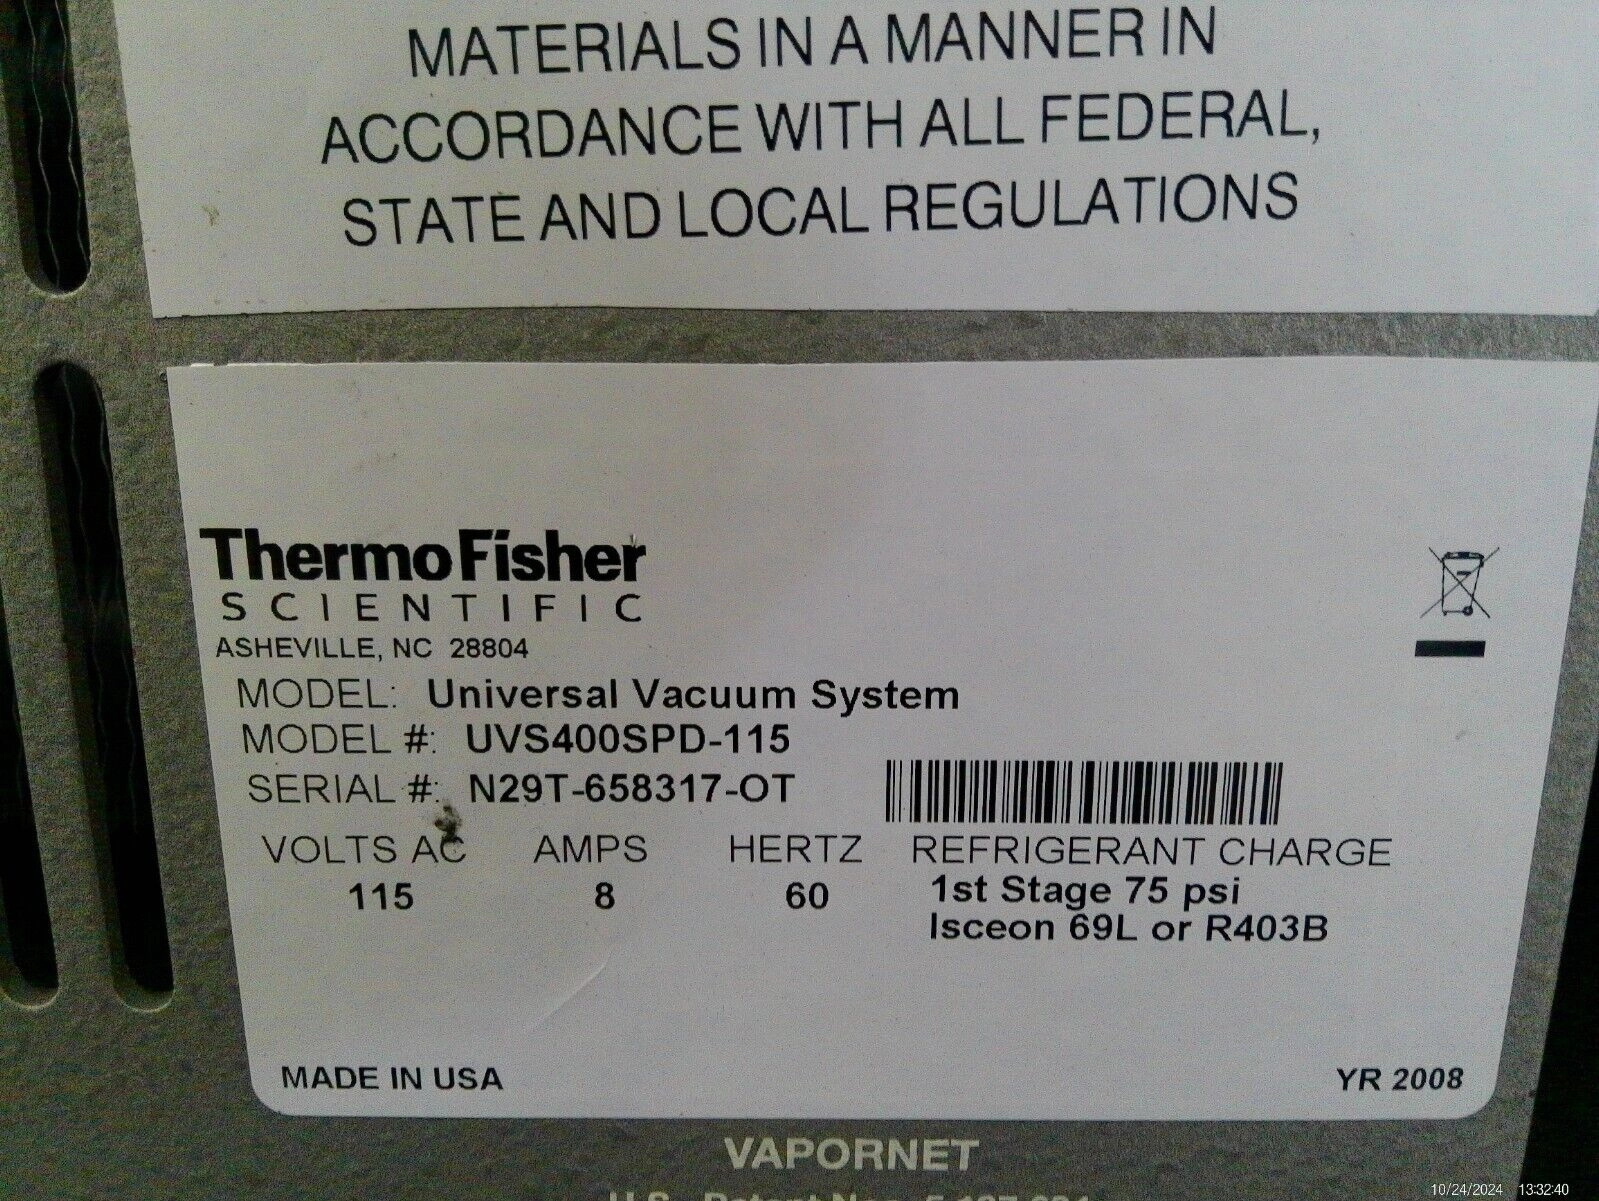 MATERIALS IN A MANNER IN
ACCORDANCE WITH ALL FEDERAL,
STATE AND LOCAL REGULATIONS
ThermoFisher
SCIENTIFIC
ASHEVILLE, NC 28804
MODEL: Universal Vacuum System
MODEL #: UVS400SPD-115
SERIAL #: N29T-658317-OT
VOLTS AC AMPS HERTZ REFRIGERANT CHARGE
115 8 60 1st Stage 75 psi
Isceon 69L or R403B
MADE IN USA YR 2008
VAPORNET
10/24/2024 13:32:40